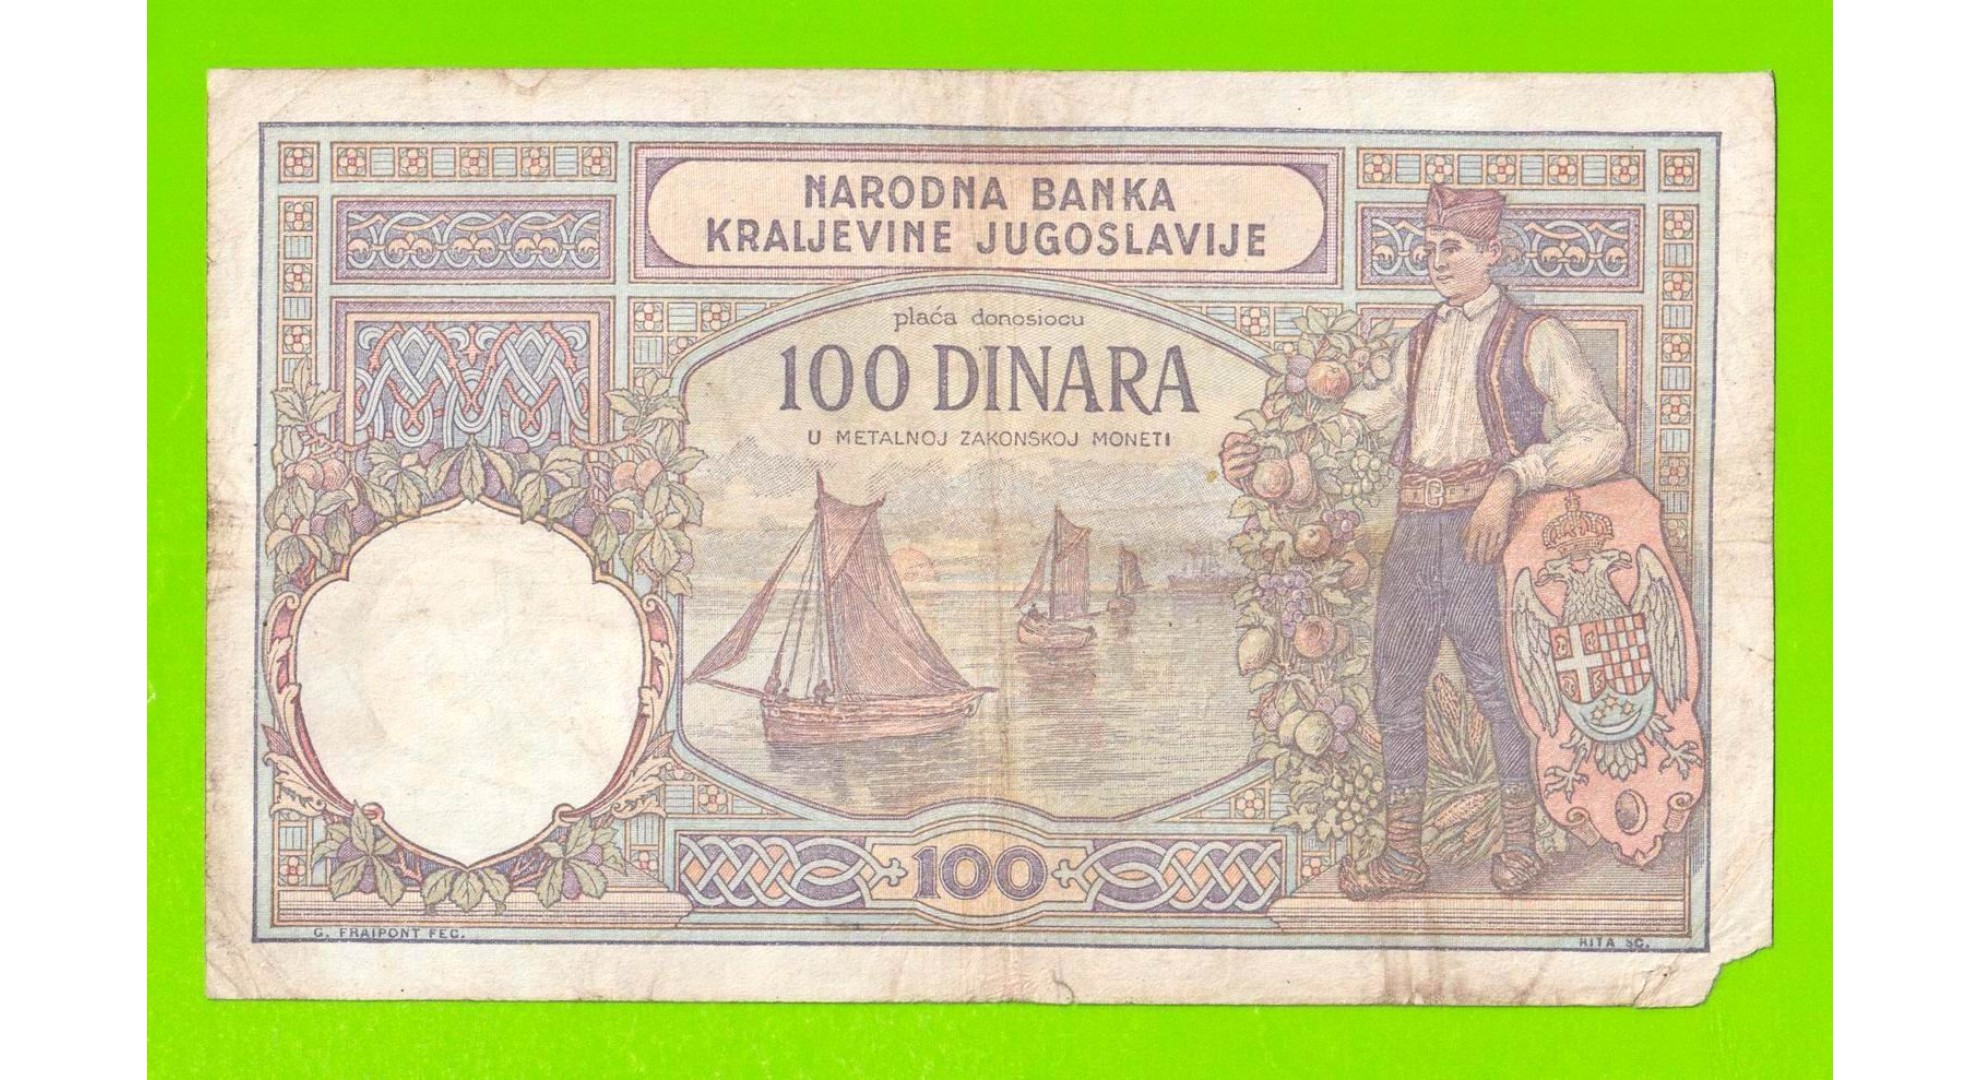 NARODNA BANKA
KRALJEVINE JUGOSLAVIJE
plaća donosiocu
100 DINARA
U METALNOJ ZAKONSKOJ MONETI
100
G. FRAIPONT FEC.
RITA SC.